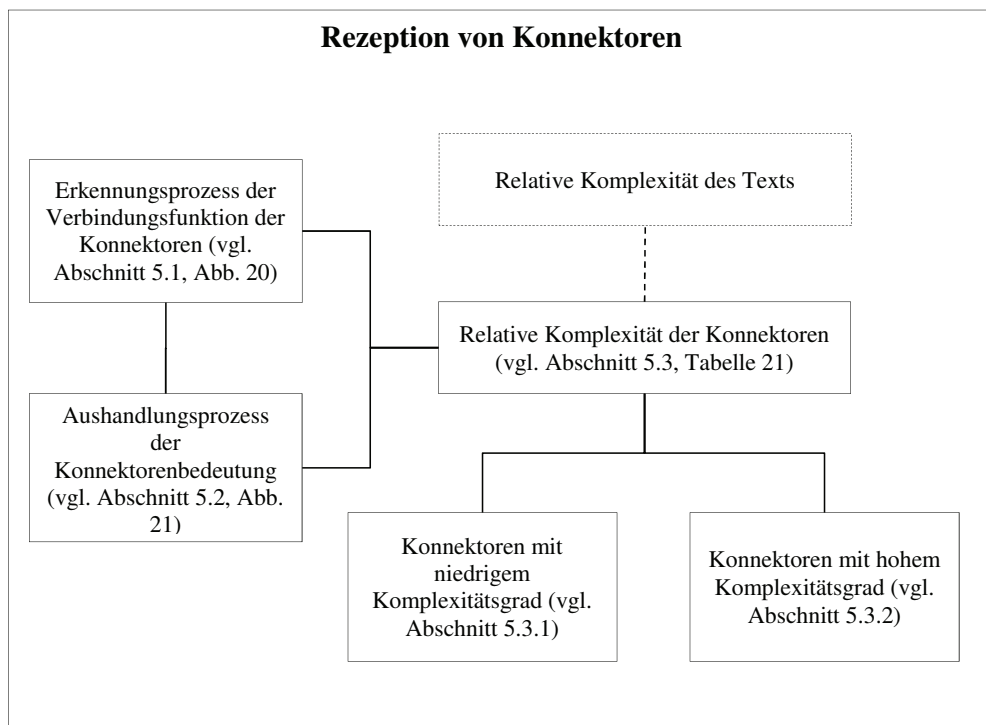 Rezeption von Konnektoren
Erkennungsprozess der
Verbindungsfunktion der
Konnektoren (vgl.
Abschnitt 5.1, Abb. 20)
Relative Komplexität des Texts
Relative Komplexität der Konnektoren
(vgl. Abschnitt 5.3, Tabelle 21)
Aushandlungsprozess
der
Konnektorenbedeutung
(vgl. Abschnitt 5.2, Abb.
21)
Konnektoren mit
niedrigem
Komplexitätsgrad (vgl.
Abschnitt 5.3.1)
Konnektoren mit hohem
Komplexitätsgrad (vgl.
Abschnitt 5.3.2)